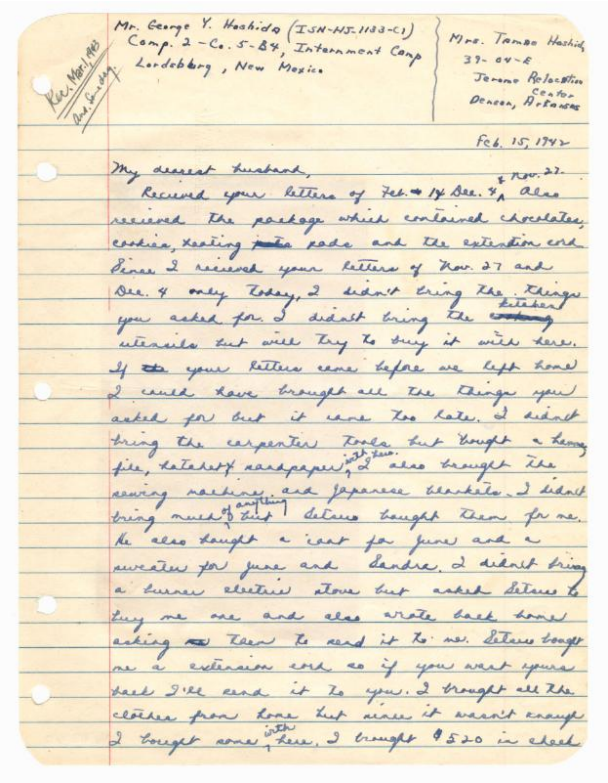 Mr. George Y. Hoshida (ISN-HJ-1133-CI)
Comp. 2 - Co. 5 - B4, Internment Camp
Lordsburg, New Mexico
Mrs. Tamae Hoshida
39-04-E
Jerome Relocation
Center
Denson, Arkansas
Rec. Mar. 1, 1943
Ans. Same day.
Feb. 15, 1942
My dearest husband,
Recieved your letters of Feb. 14 Dec. 4 & Nov. 27. Also
recieved the package which contained chocolates,
cookies, heating pads and the extention cord
Since I recieved your letters of Nov. 27 and
Dec. 4 only today, I didn't bring the things
you asked for. I didn't bring the kitchen
utensils but will try to buy it with here.
If your letters came before we left home
I could have brought all the things you
asked for but it came too late. I didn't
bring the carpenter tools but bought a
file, hatchet & sandpaper with here. I also brought the
sewing machine and Japanese blankets. I didn't
bring much of anything but Setsuo bought them for me.
He also bought a coat for June and a
sweater for June and Sandra. I didn't bring
a burner electric stove but asked Setsuo to
buy me one and also wrote back home
asking them to send it to me. Setsuo bought
me a extension cord so if you want yours
back I'll send it to you. I brought all the
clothes from home but since it wasn't enough
I bought some with here. I brought $520 in check